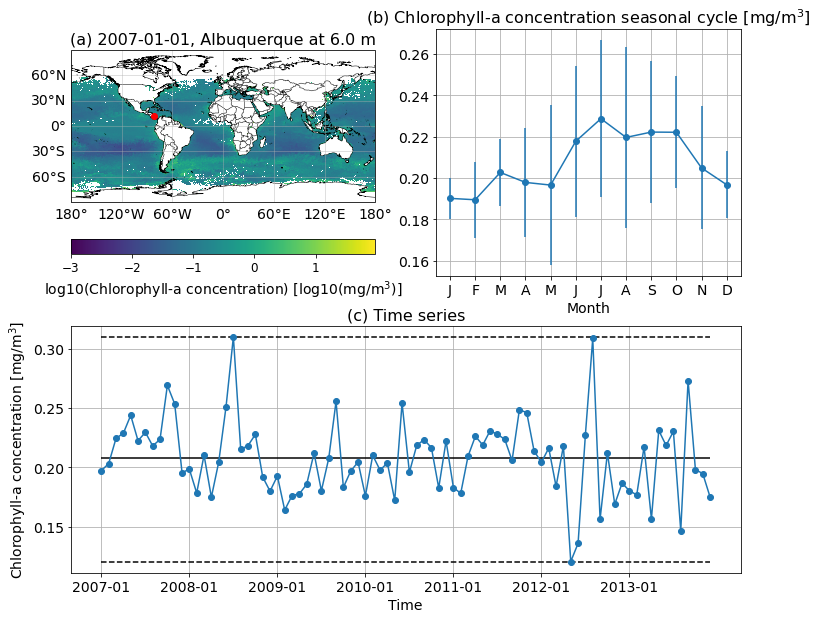 (a) 2007-01-01, Albuquerque at 6.0 m
60°N
30°N
0°
30°S
60°S
180° 120°W 60°W 0° 60°E 120°E 180°
−3 −2 −1 0 1
log10(Chlorophyll-a concentration) [log10(mg/m³)]
(b) Chlorophyll-a concentration seasonal cycle [mg/m³]
0.26
0.24
0.22
0.20
0.18
0.16
J F M A M J J A S O N D
Month
(c) Time series
Chlorophyll-a concentration [mg/m³]
0.30
0.25
0.20
0.15
2007-01 2008-01 2009-01 2010-01 2011-01 2012-01 2013-01
Time